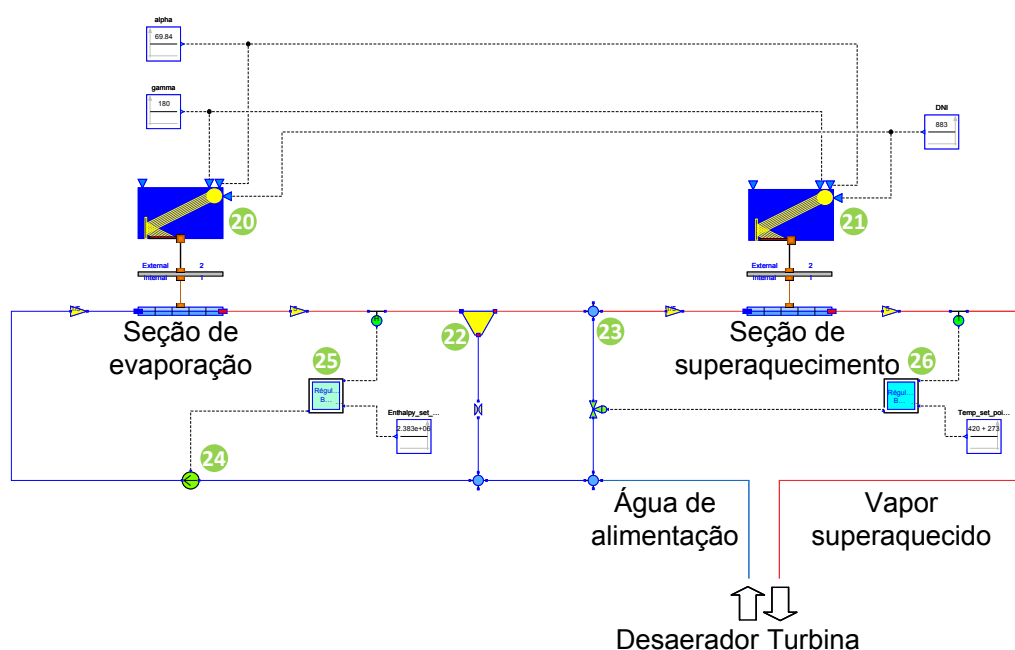 alpha
69.84
gamma
180
DNI
883
20
21
External 2
Internal 1
External 2
Internal 1
Seção de
evaporação
22
23
Seção de
superaquecimento
25
26
Régul...
B...
Régul...
B...
Enthalpy_set_...
2.383e+06
Temp_set_poi...
420 + 273
24
Água de
alimentação
Vapor
superaquecido
Desaerador Turbina